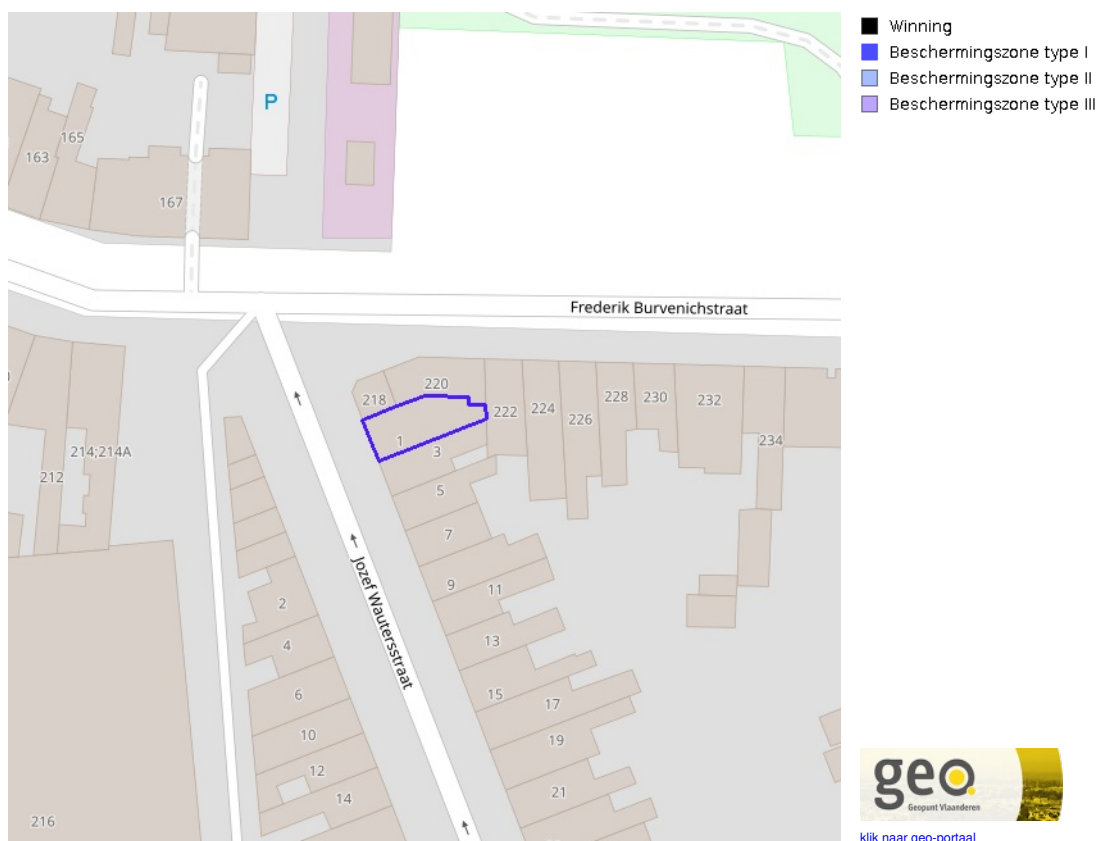 Winning
Beschermingszone type I
Beschermingszone type II
Beschermingszone type III
P
165
163
167
Frederik Burvenichstraat
220
218
222
224
226
228
230
232
234
1
3
214;214A
212
5
7
9
11
2
13
4
Jozef Wautersstraat
15
6
17
10
19
12
14
21
216
geo
Geopunt Vlaanderen
klik naar geo-portaal